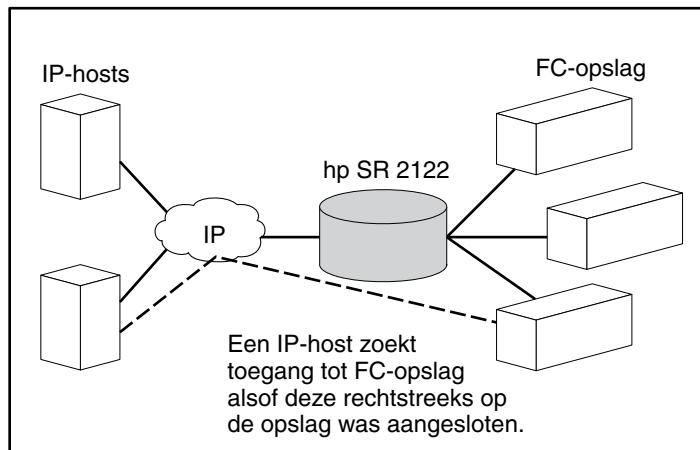 IP-hosts
FC-opslag
hp SR 2122
IP
Een IP-host zoekt
toegang tot FC-opslag
alsof deze rechtstreeks op
de opslag was aangesloten.